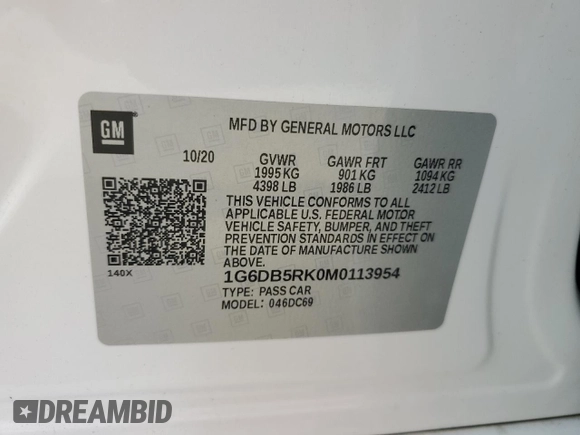 GM
MFD BY GENERAL MOTORS LLC
10/20 GVWR GAWR FRT GAWR RR
1995 KG 901 KG 1094 KG
4398 LB 1986 LB 2412 LB
THIS VEHICLE CONFORMS TO ALL
APPLICABLE U.S. FEDERAL MOTOR
VEHICLE SAFETY, BUMPER, AND THEFT
PREVENTION STANDARDS IN EFFECT ON
THE DATE OF MANUFACTURE SHOWN
ABOVE.
140X
1G6DB5RK0M0113954
TYPE: PASS CAR
MODEL: 046DC69
DREAMBID